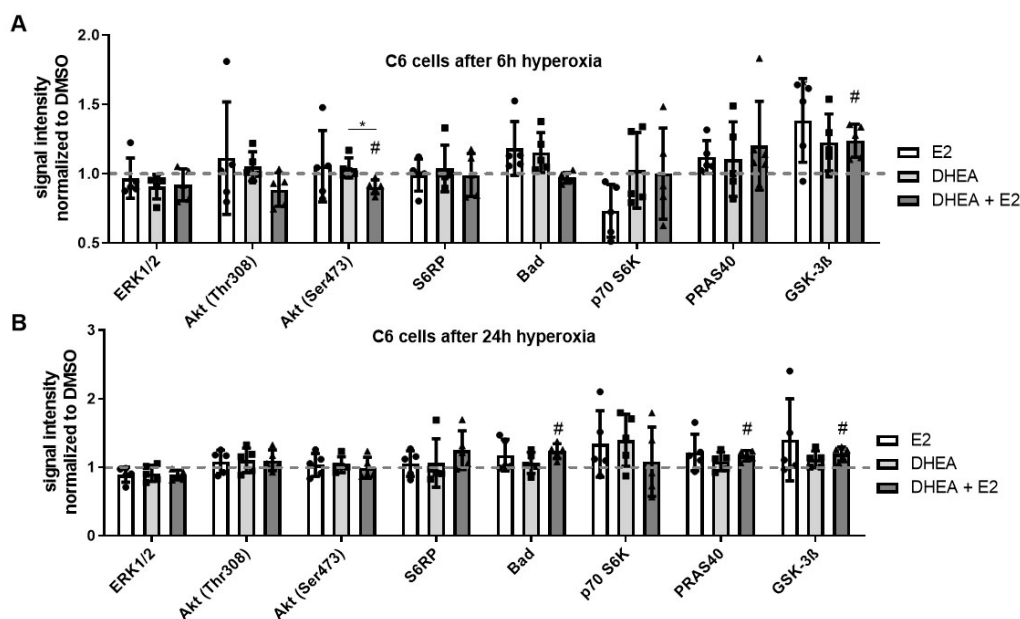 A
C6 cells after 6h hyperoxia
signal intensity
normalized to DMSO
2.0
1.5
1.0
0.5
*
#
#
E2
DHEA
DHEA + E2
ERK1/2
Akt (Thr308)
Akt (Ser473)
S6RP
Bad
p70 S6K
PRAS40
GSK-3ß
B
C6 cells after 24h hyperoxia
signal intensity
normalized to DMSO
3
2
1
0
#
#
#
E2
DHEA
DHEA + E2
ERK1/2
Akt (Thr308)
Akt (Ser473)
S6RP
Bad
p70 S6K
PRAS40
GSK-3ß